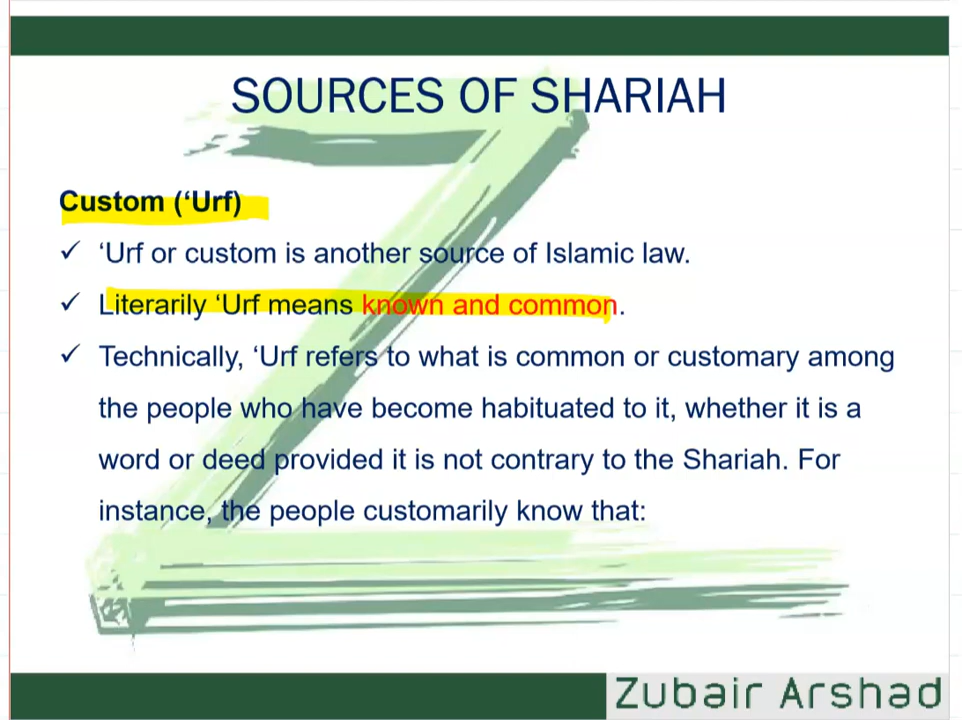 SOURCES OF SHARIAH
Custom (‘Urf)
✓ ‘Urf or custom is another source of Islamic law.
✓ Literarily ‘Urf means known and common.
✓ Technically, ‘Urf refers to what is common or customary among
the people who have become habituated to it, whether it is a
word or deed provided it is not contrary to the Shariah. For
instance, the people customarily know that:
Zubair Arshad